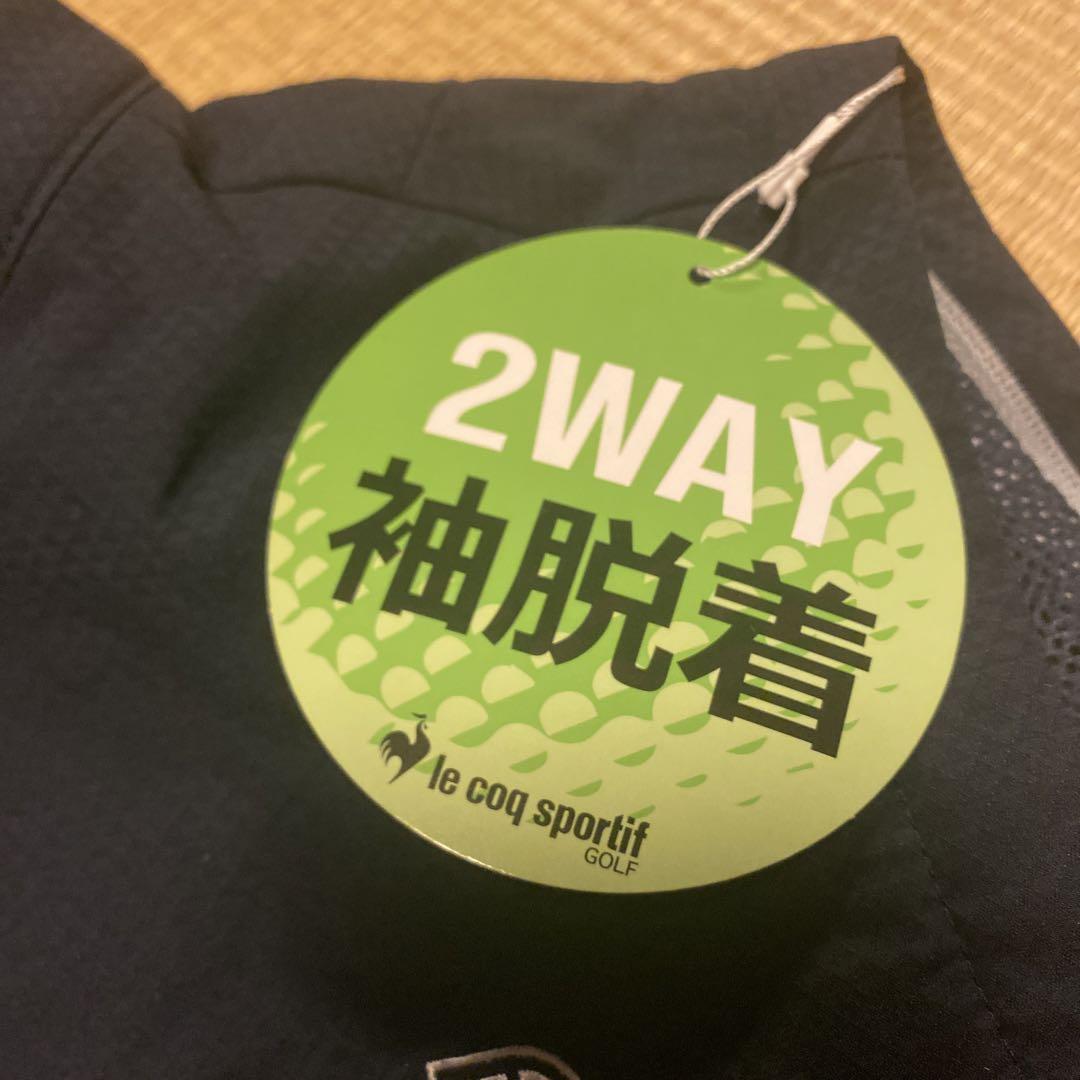 2WAY
袖脱着
le coq sportif
GOLF